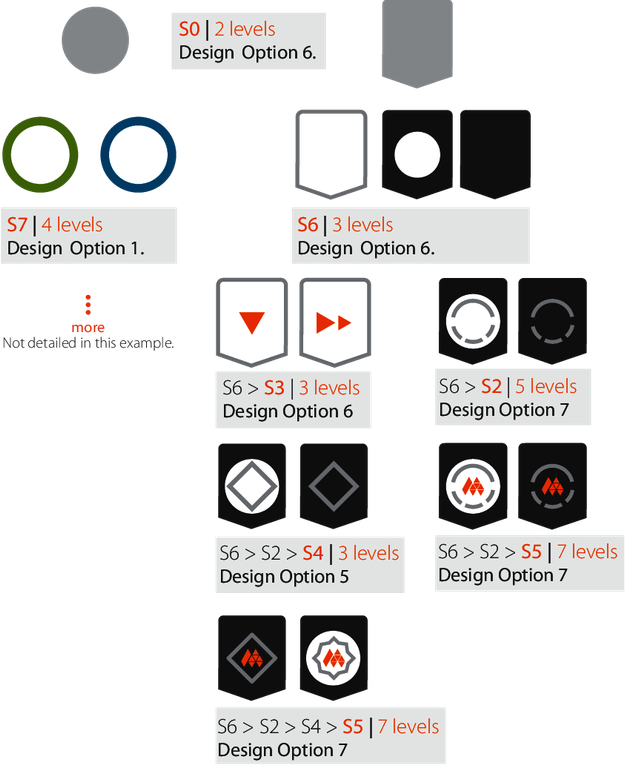 S0 | 2 levels
Design Option 6.
S7 | 4 levels
Design Option 1.
S6 | 3 levels
Design Option 6.
more
Not detailed in this example.
S6 > S3 | 3 levels
Design Option 6
S6 > S2 | 5 levels
Design Option 7
S6 > S2 > S4 | 3 levels
Design Option 5
S6 > S2 > S5 | 7 levels
Design Option 7
S6 > S2 > S4 > S5 | 7 levels
Design Option 7